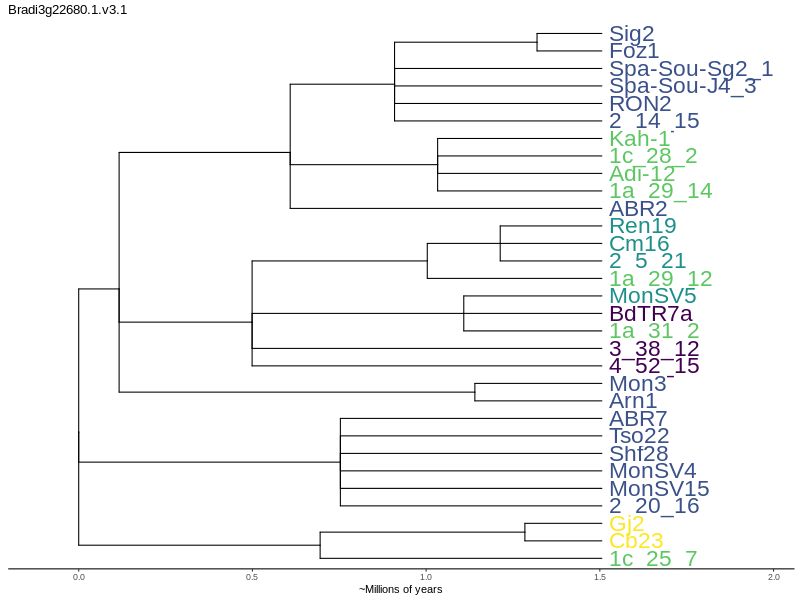 Bradi3g22680.1.v3.1
Sig2
Foz1
Spa-Sou-Sg2_1
Spa-Sou-J4_3
RON2
2_14_15
Kah-1
1c_28_2
Adi-12
1a_29_14
ABR2
Ren19
Cm16
2_5_21
1a_29_12
MonSV5
BdTR7a
1a_31_2
3_38_12
4_52_15
Mon3
Arn1
ABR7
Tso22
Shf28
MonSV4
MonSV15
2_20_16
Gj2
Cb23
1c_25_7
0.0 0.5 1.0 1.5 2.0
~Millions of years